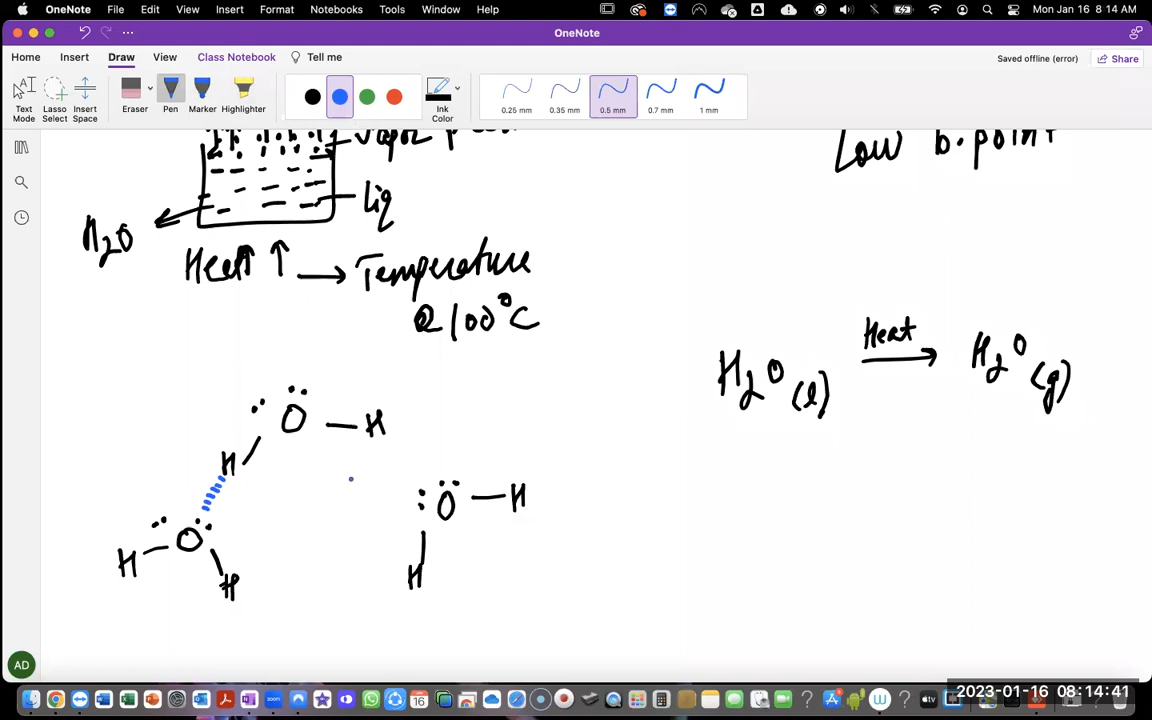 OneNote File Edit View Insert Format Notebooks Tools Window Help Mon Jan 16 8:14 AM
OneNote
Home Insert Draw View Class Notebook Tell me Saved offline (error) Share
Text Mode Lasso Select Insert Space Eraser Pen Marker Highlighter Ink Color 0.25 mm 0.35 mm 0.5 mm 0.7 mm 1 mm
Vapor
Low b.point
Liq
H2O
Heat ↑ → Temperature
@ 100°C
Heat
H2O (l) → H2O (g)
O — H
H
: O — H
H — O :
H
H
AD
16
2023-01-16 08:14:41